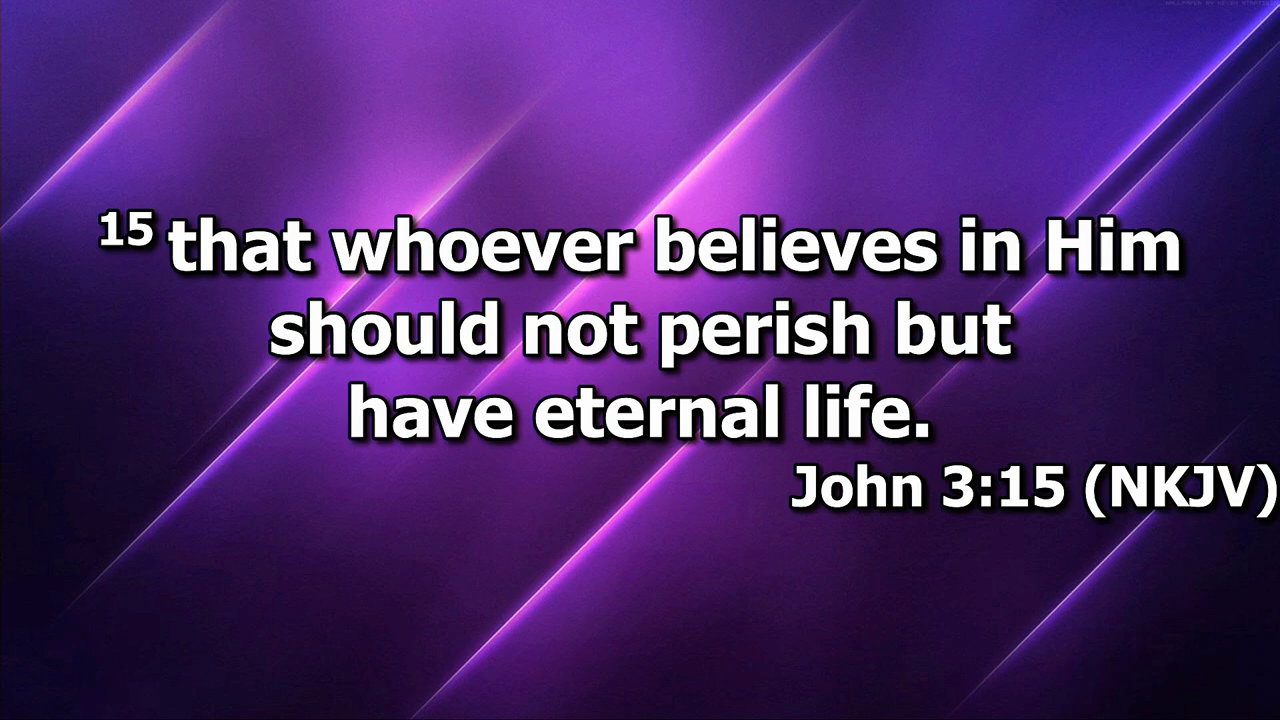 15 that whoever believes in Him
should not perish but
have eternal life.
John 3:15 (NKJV)